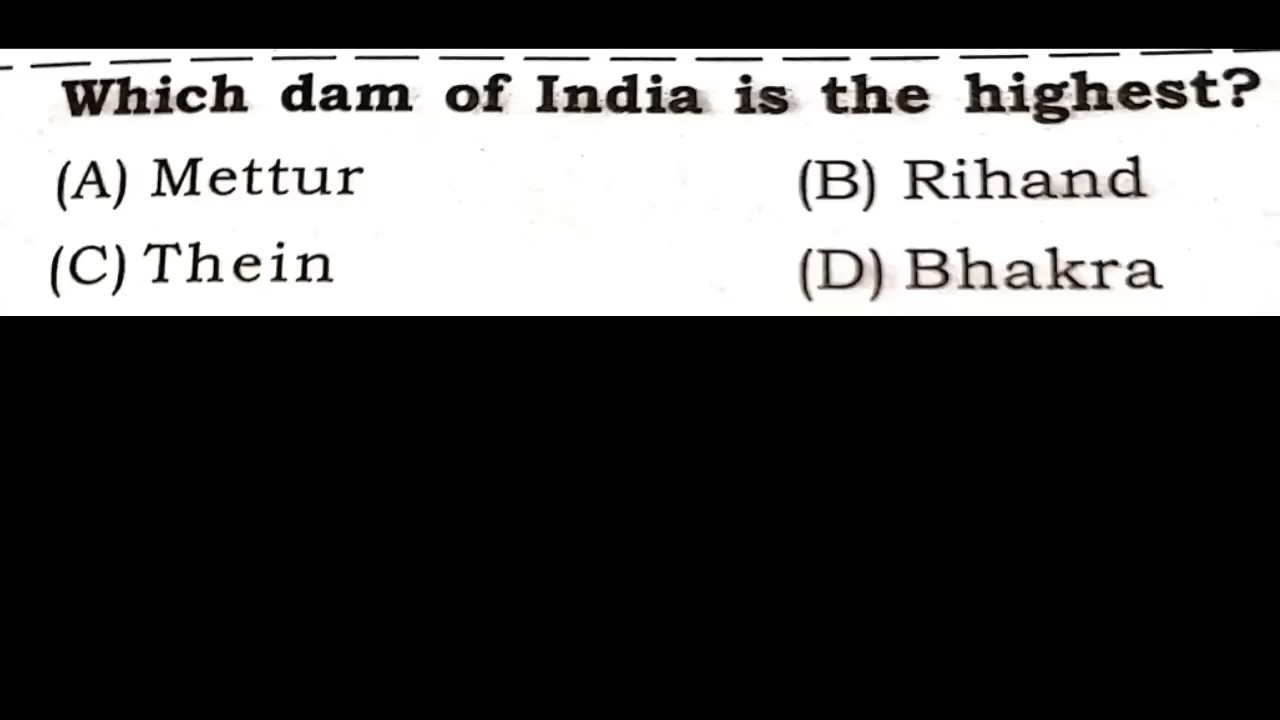 Which dam of India is the highest?
(A) Mettur (B) Rihand
(C) Thein (D) Bhakra